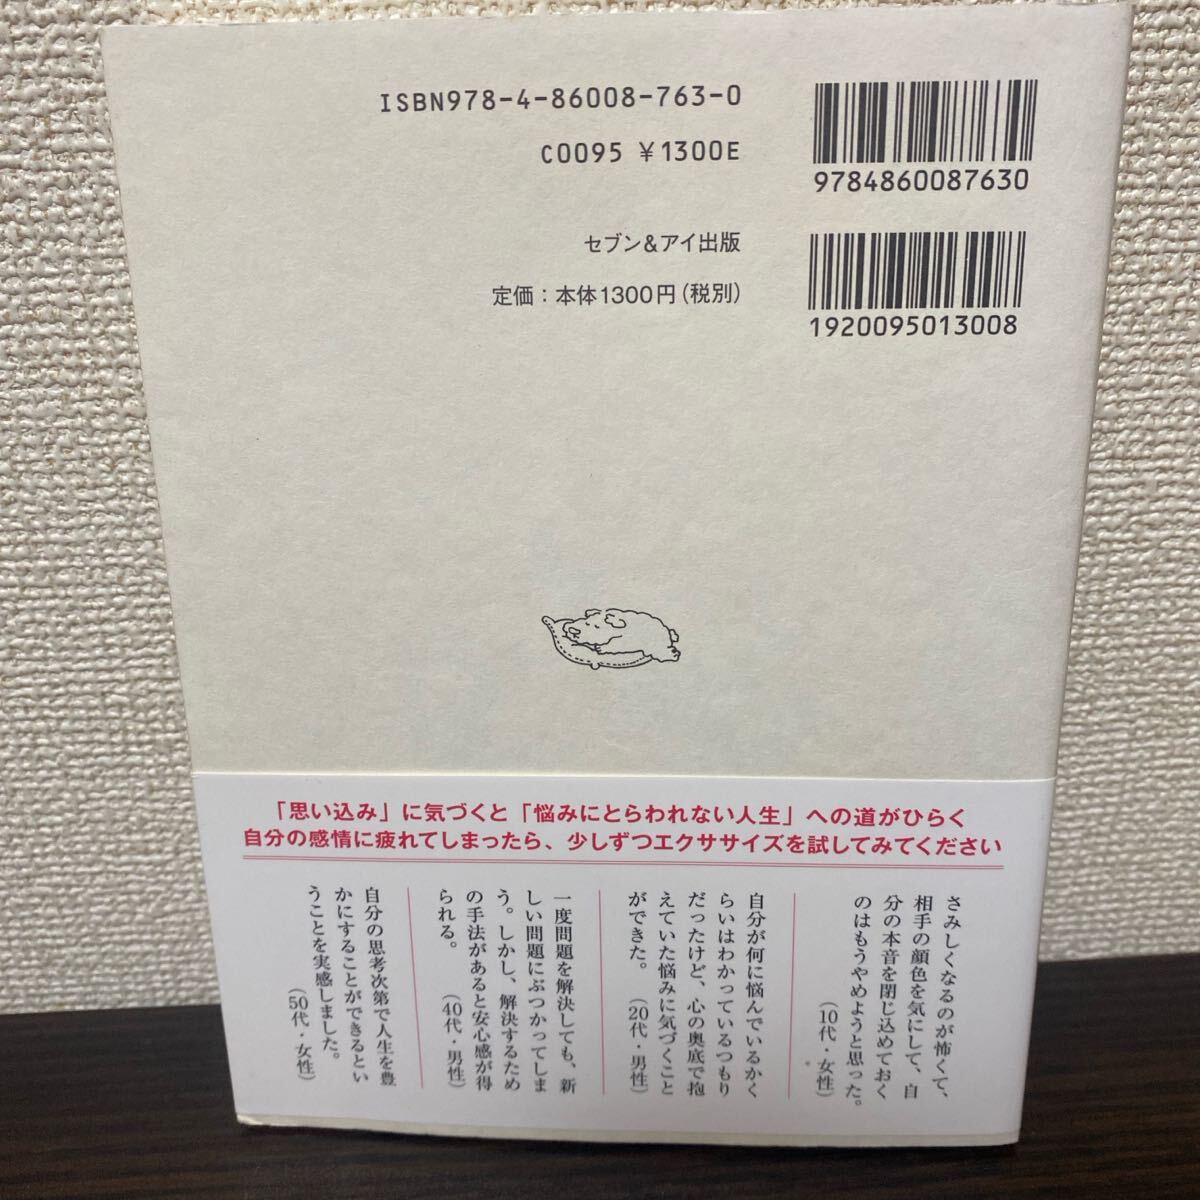 ISBN978-4-86008-763-0
C0095 ¥1300E
9784860087630
セブン&アイ出版
定価：本体1300円（税別）
1920095013008
「思い込み」に気づくと「悩みにとらわれない人生」への道がひらく
自分の感情に疲れてしまったら、少しずつエクササイズを試してみてください
さみしくなるのが怖くて、
相手の顔色を気にして、自
分の本音を閉じ込めておく
のはもうやめようと思った。
（10代・女性）
自分が何に悩んでいるかく
らいはわかっているつもり
だったけど、心の奥底で抱
えていた悩みに気づくこと
ができた。
（20代・男性）
一度問題を解決しても、新
しい問題にぶつかってしま
う。しかし、解決するため
の手法があると安心感が得
られる。
（40代・男性）
自分の思考次第で人生を豊
かにすることができるとい
うことを実感しました。
（50代・女性）